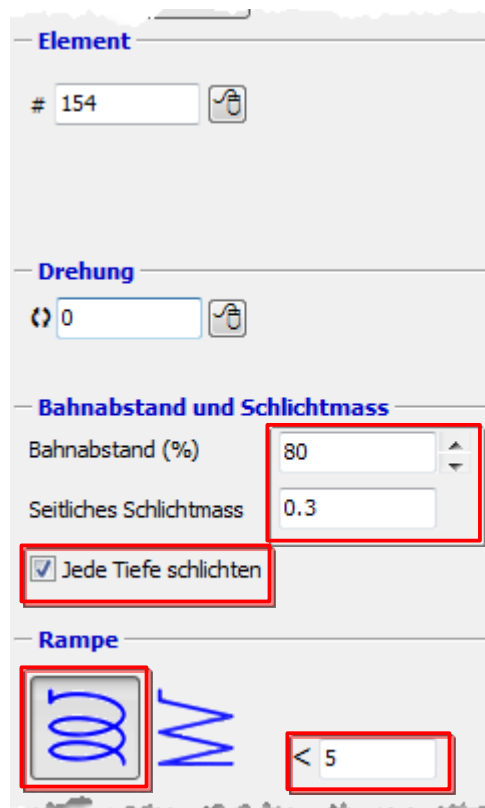 Element
# 154
Drehung
0
Bahnabstand und Schlichtmass
Bahnabstand (%) 80
Seitliches Schlichtmass 0.3
Jede Tiefe schlichten
Rampe
< 5